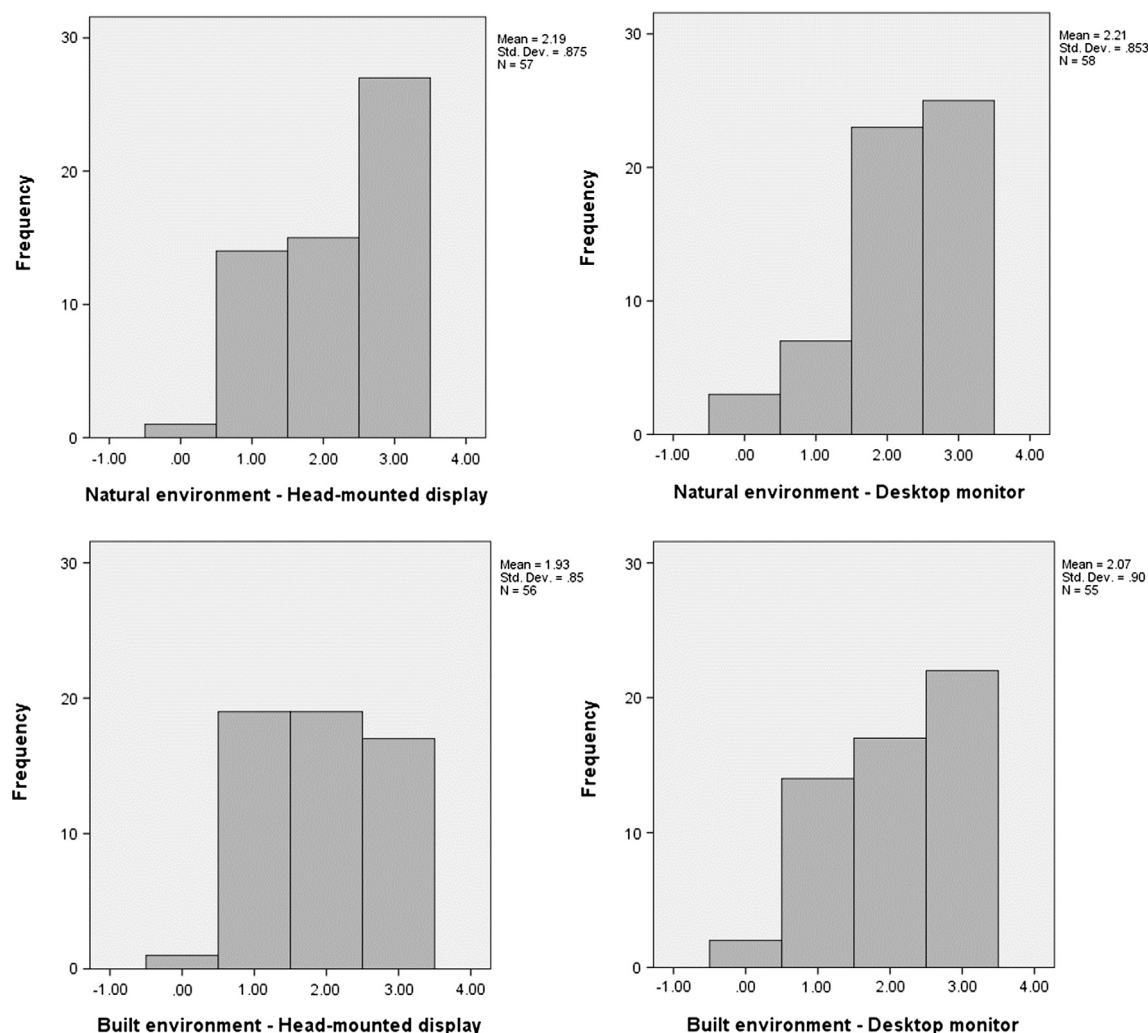 Mean = 2.19
Std. Dev. = .875
N = 57
30
20
10
0
Frequency
-1.00 .00 1.00 2.00 3.00 4.00
Natural environment - Head-mounted display
Mean = 2.21
Std. Dev. = .853
N = 58
30
20
10
0
Frequency
-1.00 .00 1.00 2.00 3.00 4.00
Natural environment - Desktop monitor
Mean = 1.93
Std. Dev. = .85
N = 56
30
20
10
0
Frequency
-1.00 .00 1.00 2.00 3.00 4.00
Built environment - Head-mounted display
Mean = 2.07
Std. Dev. = .90
N = 55
30
20
10
0
Frequency
-1.00 .00 1.00 2.00 3.00 4.00
Built environment - Desktop monitor